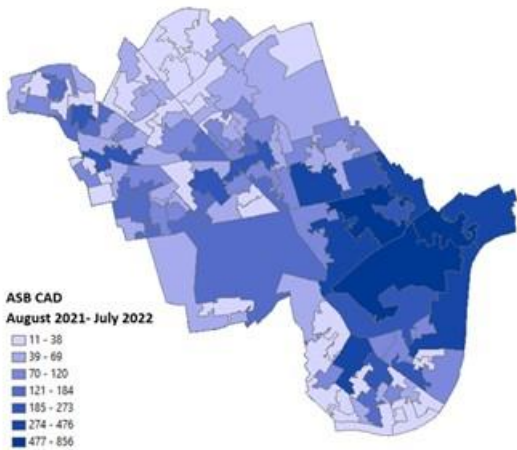 ASB CAD
August 2021- July 2022
11 - 38
39 - 69
70 - 120
121 - 184
185 - 273
274 - 476
477 - 856